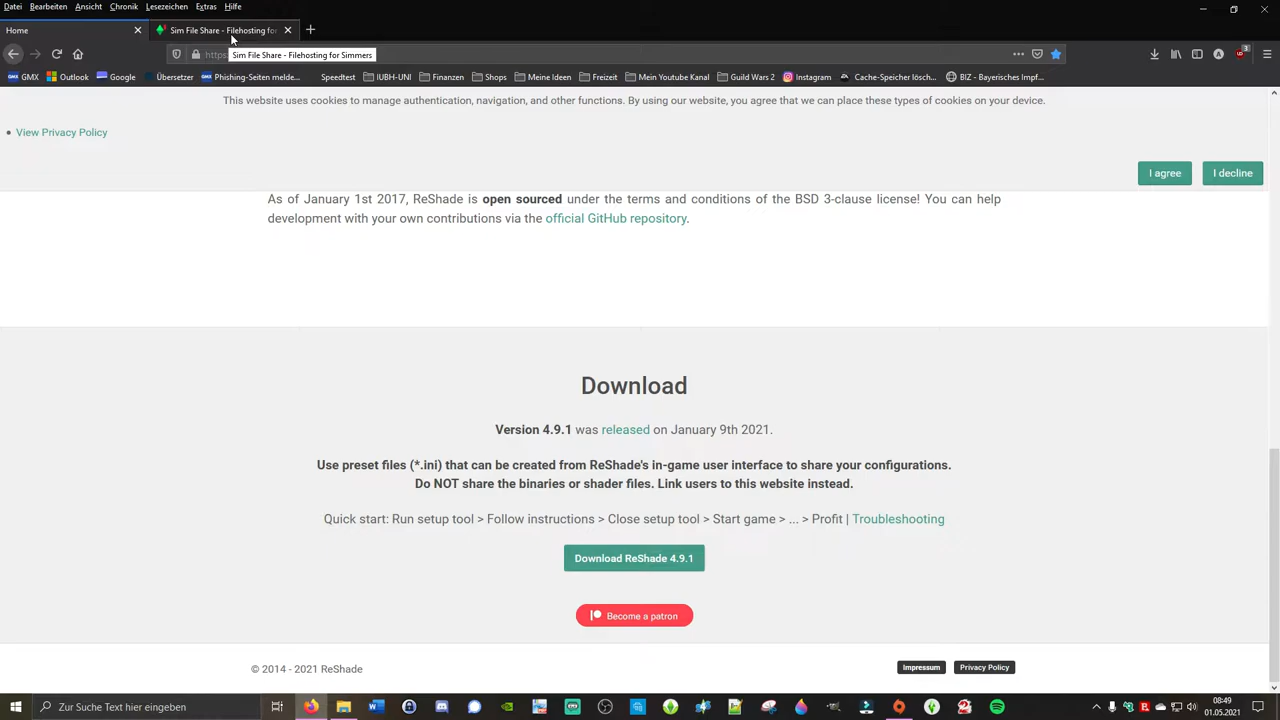 Datei Bearbeiten Ansicht Chronik Lesezeichen Extras Hilfe
Home
Sim File Share - Filehosting for
https
Sim File Share - Filehosting for Simmers
GMX GMX Outlook Google Übersetzer Phishing-Seiten melde... Speedtest IUBH-UNI Finanzen Shops Meine Ideen Freizeit Mein Youtube Kanal Guild Wars 2 Instagram Cache-Speicher lösch... BIZ - Bayerisches Impf...
This website uses cookies to manage authentication, navigation, and other functions. By using our website, you agree that we can place these types of cookies on your device.
View Privacy Policy
I agree I decline
As of January 1st 2017, ReShade is open sourced under the terms and conditions of the BSD 3-clause license! You can help
development with your own contributions via the official GitHub repository.
Download
Version 4.9.1 was released on January 9th 2021.
Use preset files (*.ini) that can be created from ReShade's in-game user interface to share your configurations.
Do NOT share the binaries or shader files. Link users to this website instead.
Quick start: Run setup tool > Follow instructions > Close setup tool > Start game > ... > Profit | Troubleshooting
Download ReShade 4.9.1
Become a patron
© 2014 - 2021 ReShade
Impressum Privacy Policy
Zur Suche Text hier eingeben
08:49
01.05.2021